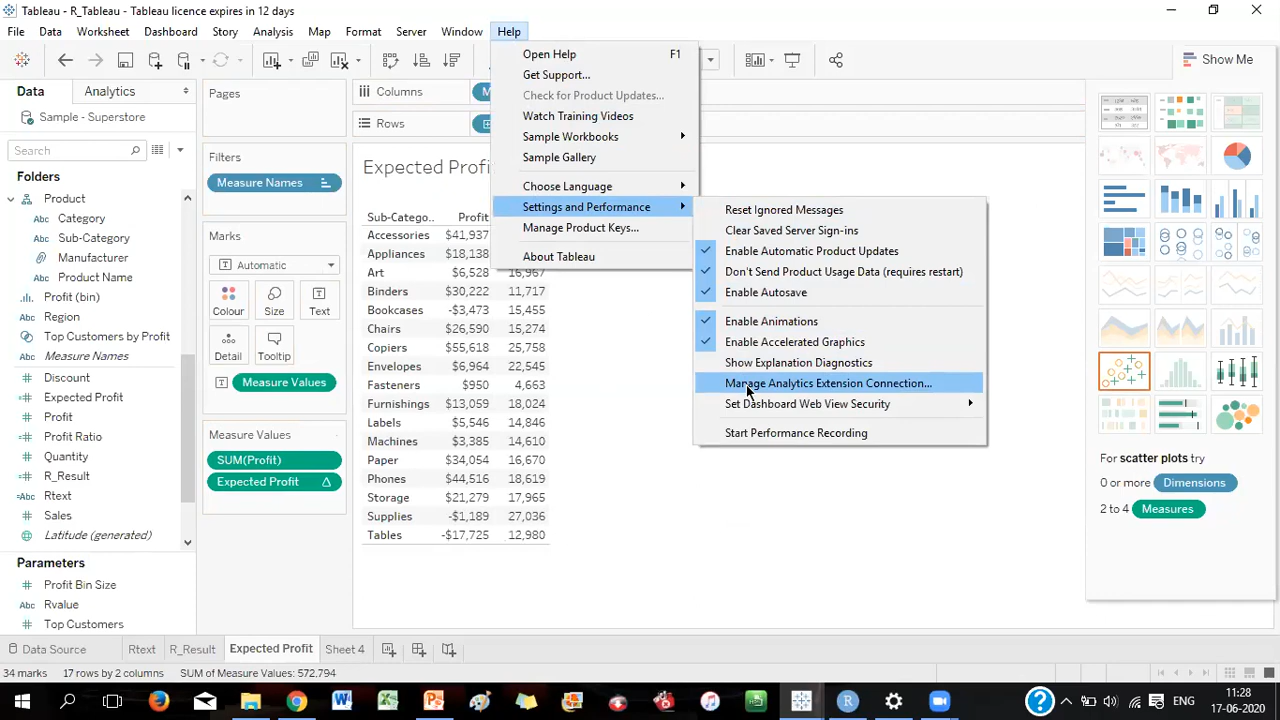 Tableau - R_Tableau - Tableau licence expires in 12 days
File Data Worksheet Dashboard Story Analysis Map Format Server Window Help
Show Me
Data Analytics
Sample - Superstore
Search
Folders
Product
Category
Sub-Category
Manufacturer
Product Name
Profit (bin)
Region
Top Customers by Profit
Measure Names
Discount
Expected Profit
Profit
Profit Ratio
Quantity
R_Result
Rtext
Sales
Latitude (generated)
Parameters
Profit Bin Size
Rvalue
Top Customers
Pages
Filters
Measure Names
Marks
Automatic
Colour Size Text
Detail Tooltip
Measure Values
Measure Values
SUM(Profit)
Expected Profit
Columns
Rows
Sub-Catego.. Profit
Accessories $41,937
Appliances $18,138
Art $6,528 16,967
Binders $30,222 11,717
Bookcases -$3,473 15,455
Chairs $26,590 15,274
Copiers $55,618 25,758
Envelopes $6,964 22,545
Fasteners $950 4,663
Furnishings $13,059 18,024
Labels $5,546 14,846
Machines $3,385 14,610
Paper $34,054 16,670
Phones $44,516 18,619
Storage $21,279 17,965
Supplies -$1,189 27,036
Tables -$17,725 12,980
Open Help F1
Get Support...
Check for Product Updates...
Watch Training Videos
Sample Workbooks
Sample Gallery
Choose Language
Settings and Performance
Manage Product Keys...
About Tableau
Reset Ignored Messages
Clear Saved Server Sign-ins
Enable Automatic Product Updates
Don't Send Product Usage Data (requires restart)
Enable Autosave
Enable Animations
Enable Accelerated Graphics
Show Explanation Diagnostics
Manage Analytics Extension Connection...
Set Dashboard Web View Security
Start Performance Recording
For scatter plots try
0 or more Dimensions
2 to 4 Measures
Data Source Rtext R_Result Expected Profit Sheet 4
34 marks 17 rows by 2 columns SUM of Measure Values: 572,794
ENG
11:28
17-06-2020